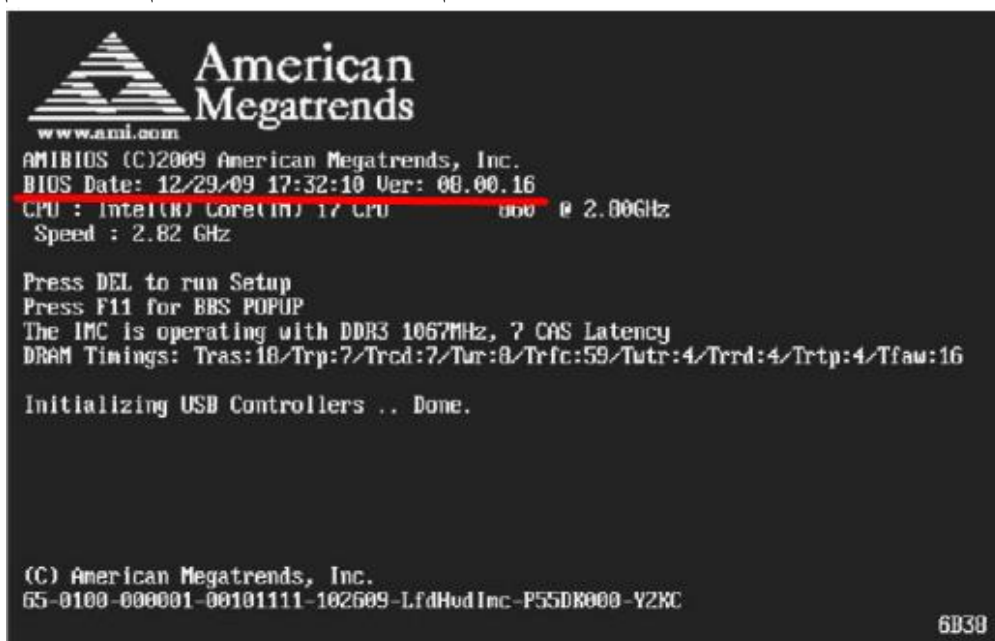 American
Megatrends
www.ami.com
AMIBIOS (C)2009 American Megatrends, Inc.
BIOS Date: 12/29/09 17:32:10 Ver: 08.00.16
CPU : Intel(R) Core(TM) i7 CPU 860 @ 2.80GHz
Speed : 2.82 GHz
Press DEL to run Setup
Press F11 for BBS POPUP
The IMC is operating with DDR3 1067MHz, 7 CAS Latency
DRAM Timings: Tras:18/Trp:7/Trcd:7/Twr:8/Trfc:59/Twtr:4/Trrd:4/Trtp:4/Tfaw:16
Initializing USB Controllers .. Done.
(C) American Megatrends, Inc.
65-0100-000001-00101111-102609-LfdHudImc-P55DK000-Y2KC
6B38